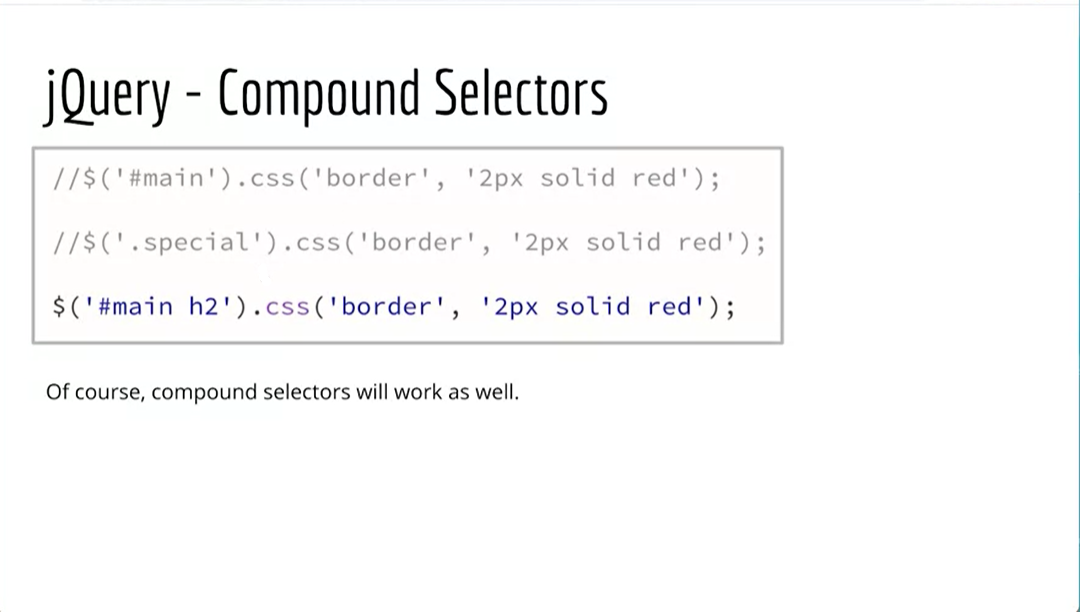 jQuery - Compound Selectors
//$('#main').css('border', '2px solid red');
//$('.special').css('border', '2px solid red');
$('#main h2').css('border', '2px solid red');
Of course, compound selectors will work as well.